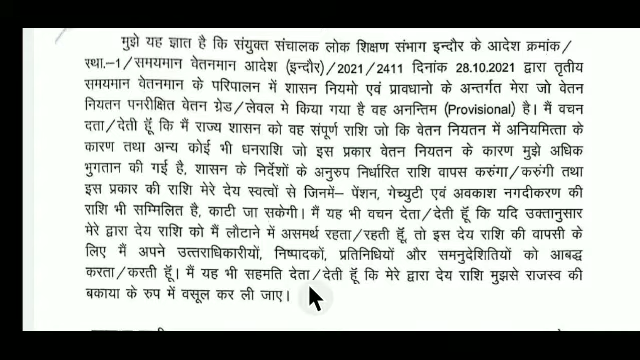 मुझे यह ज्ञात है कि संयुक्त संचालक लोक शिक्षण संभाग इन्दौर के आदेश क्रमांक/
स्था.–1/समयमान वेतनमान आदेश (इन्दौर)/2021/2411 दिनांक 28.10.2021 द्वारा तृतीय
समयमान वेतनमान के परिपालन में शासन नियमो एवं प्रावधानो के अन्तर्गत मेरा जो वेतन
नियतन पनरीक्षित वेतन ग्रेड/लेवल मे किया गया है वह अनन्तिम (Provisional) है। मैं वचन
दता/देती हूँ कि मैं राज्य शासन को वह संपूर्ण राशि जो कि वेतन नियतन में अनियमित्ता के
कारण तथा अन्य कोई भी धनराशि जो इस प्रकार वेतन नियतन के कारण मुझे अधिक
भुगतान की गई है, शासन के निर्देशों के अनुरुप निर्धारित राशि वापस करुंगा/करुंगी तथा
इस प्रकार की राशि मेरे देय स्वत्वों से जिनमें– पेंशन, गेच्युटी एवं अवकाश नगदीकरण की
राशि भी सम्मिलित है, काटी जा सकेगी। मैं यह भी वचन देता/देती हूँ कि यदि उक्तानुसार
मेरे द्वारा देय राशि को मैं लौटाने में असमर्थ रहता/रहती हूँ, तो इस देय राशि की वापसी के
लिए मैं अपने उत्तराधिकारीयों, निष्पादकों, प्रतिनिधियों और समनुदेशितियों को आबद्ध
करता/करती हूँ। मैं यह भी सहमति देता/देती हूँ कि मेरे द्वारा देय राशि मुझसे राजस्व की
बकाया के रुप में वसूल कर ली जाए।